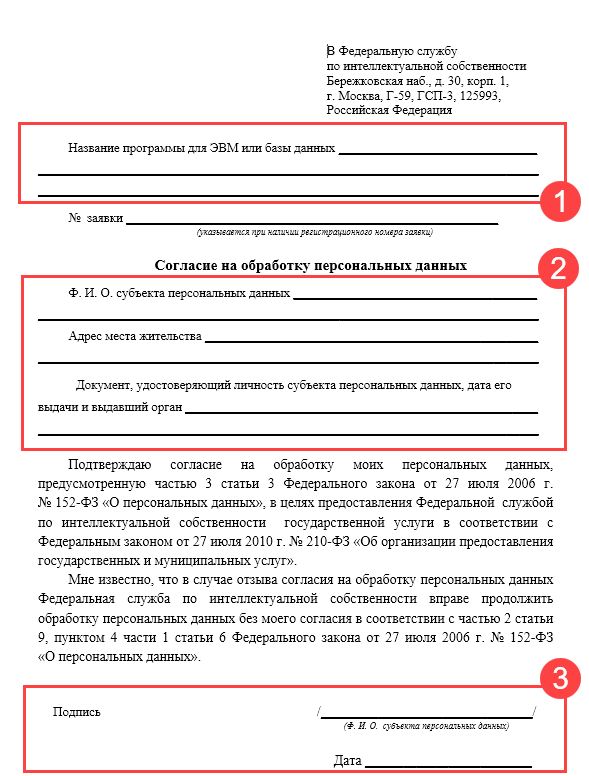 В Федеральную службу
по интеллектуальной собственности
Бережковская наб., д. 30, корп. 1,
г. Москва, Г-59, ГСП-3, 125993,
Российская Федерация
Название программы для ЭВМ или базы данных
1
№ заявки
(указывается при наличии регистрационного номера заявки)
Согласие на обработку персональных данных
2
Ф. И. О. субъекта персональных данных
Адрес места жительства
Документ, удостоверяющий личность субъекта персональных данных, дата его
выдачи и выдавший орган
Подтверждаю согласие на обработку моих персональных данных,
предусмотренную частью 3 статьи 3 Федерального закона от 27 июля 2006 г.
№ 152-ФЗ «О персональных данных», в целях предоставления Федеральной службой
по интеллектуальной собственности государственной услуги в соответствии с
Федеральным законом от 27 июля 2010 г. № 210-ФЗ «Об организации предоставления
государственных и муниципальных услуг».
Мне известно, что в случае отзыва согласия на обработку персональных данных
Федеральная служба по интеллектуальной собственности вправе продолжить
обработку персональных данных без моего согласия в соответствии с частью 2 статьи
9, пунктом 4 части 1 статьи 6 Федерального закона от 27 июля 2006 г. № 152-ФЗ
«О персональных данных».
3
Подпись / /
(Ф. И. О. субъекта персональных данных)
Дата